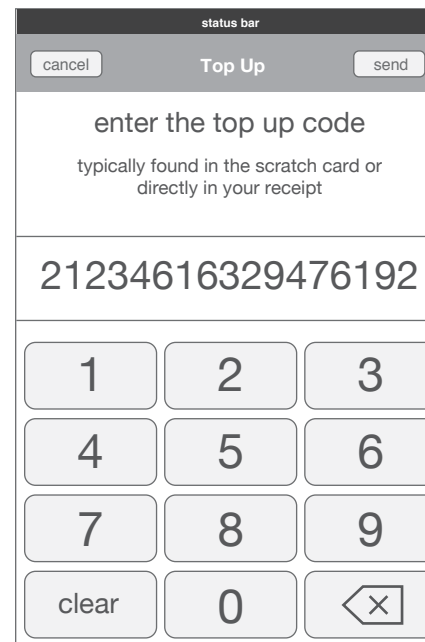 status bar
cancel Top Up send
enter the top up code
typically found in the scratch card or
directly in your receipt
21234616329476192
1 2 3
4 5 6
7 8 9
clear 0